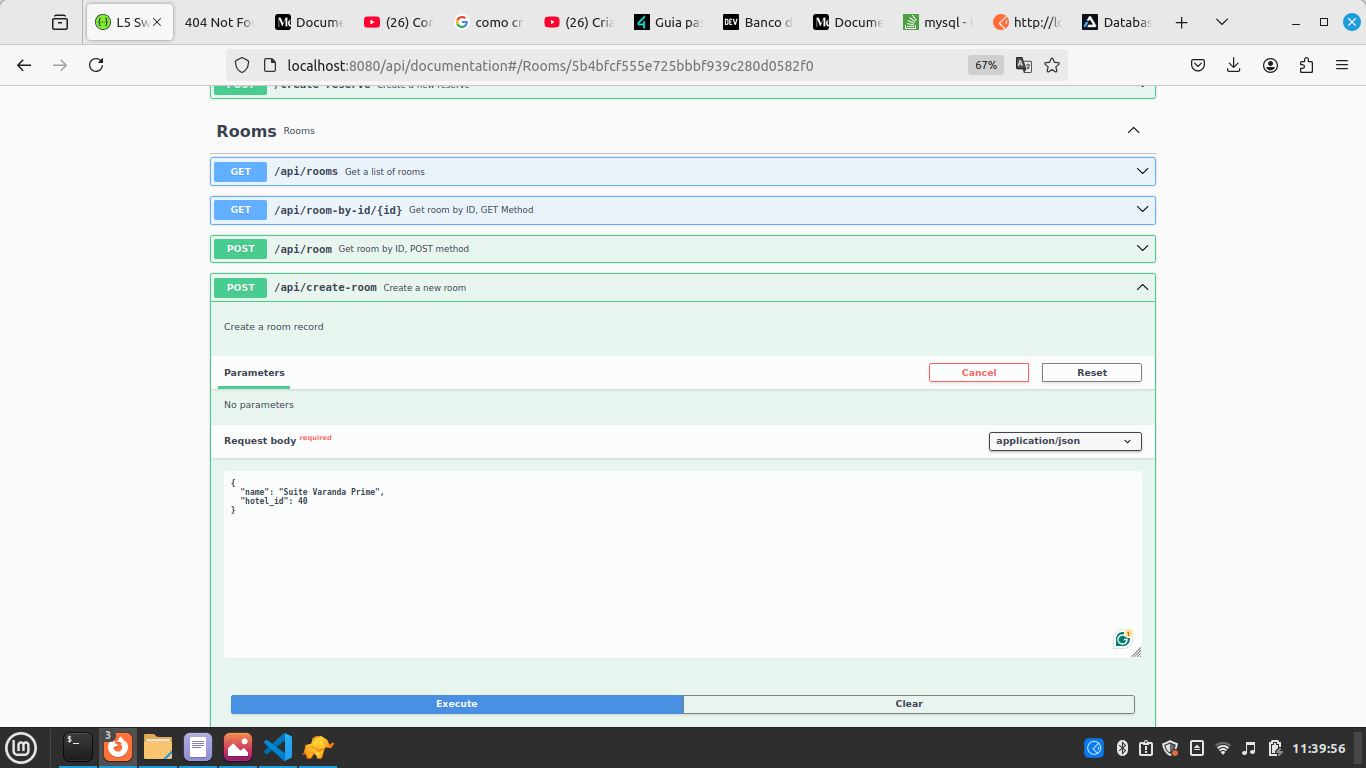 L5 Sw
404 Not Fo
Docume
(26) Cor
como cr
(26) Cria
Guia pa
DEV Banco d
Docume
mysql -
http://lo
Databas
localhost:8080/api/documentation#/Rooms/5b4bfcf555e725bbbf939c280d0582f0
67%
POST /create-reserve Create a new reserve
Rooms Rooms
GET /api/rooms Get a list of rooms
GET /api/room-by-id/{id} Get room by ID, GET Method
POST /api/room Get room by ID, POST method
POST /api/create-room Create a new room
Create a room record
Parameters
Cancel
Reset
No parameters
Request body required
application/json
{
"name": "Suite Varanda Prime",
"hotel_id": 40
}
1
Execute
Clear
3
11:39:56